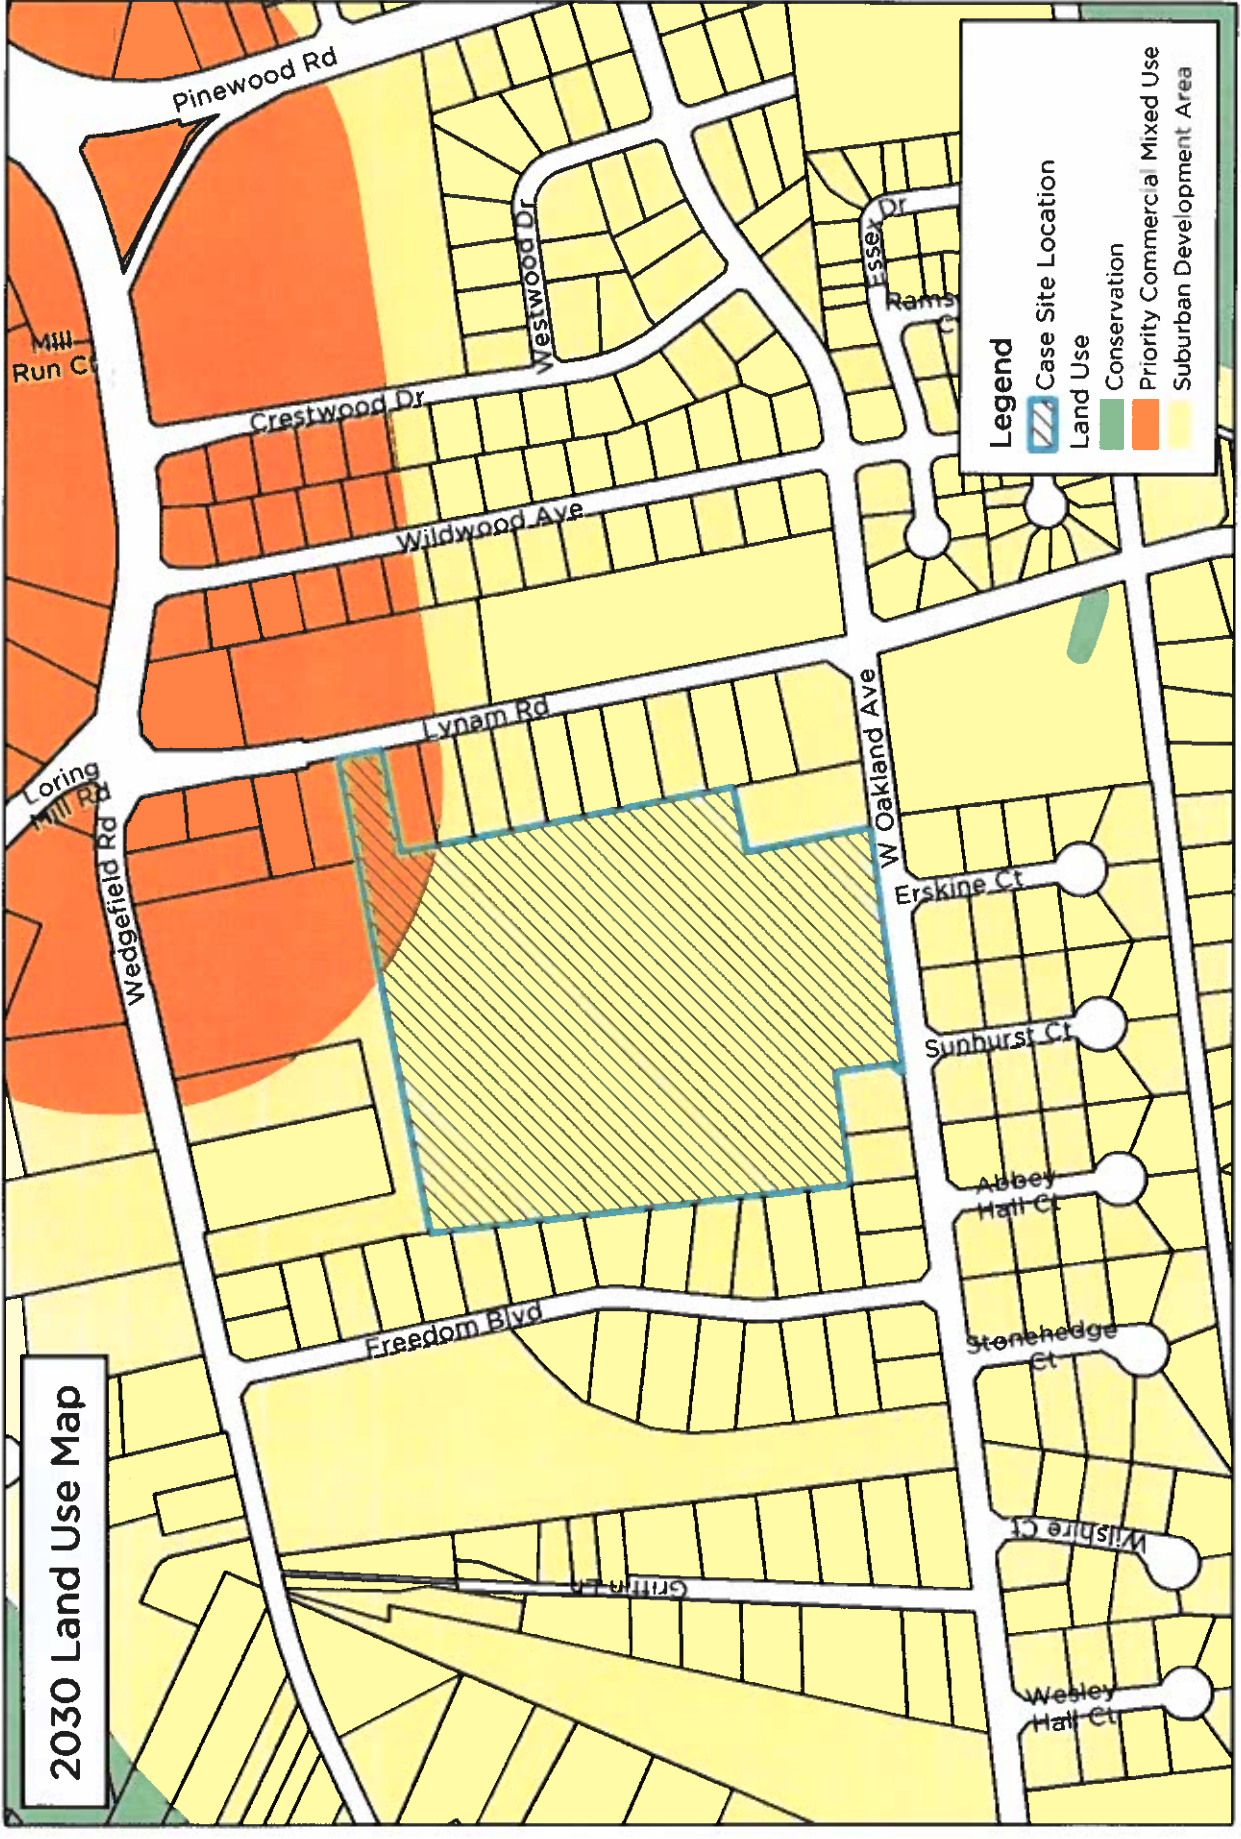 2030 Land Use Map
Pinewood Rd
Mill
Run Ct
Westwood Dr
Essex Dr
Crestwood Dr
Wildwood Ave
Lynam Rd
Loring
Mill Rd
Wedgefield Rd
W Oakland Ave
Erskine Ct
Sunhurst Ct
Abbey
Hall Ct
Freedom Blvd
Stonehedge
Ct
Griffin Ln
Wilshire Ct
Wesley
Hall Ct
Legend
Case Site Location
Land Use
Conservation
Priority Commercial Mixed Use
Suburban Development Area